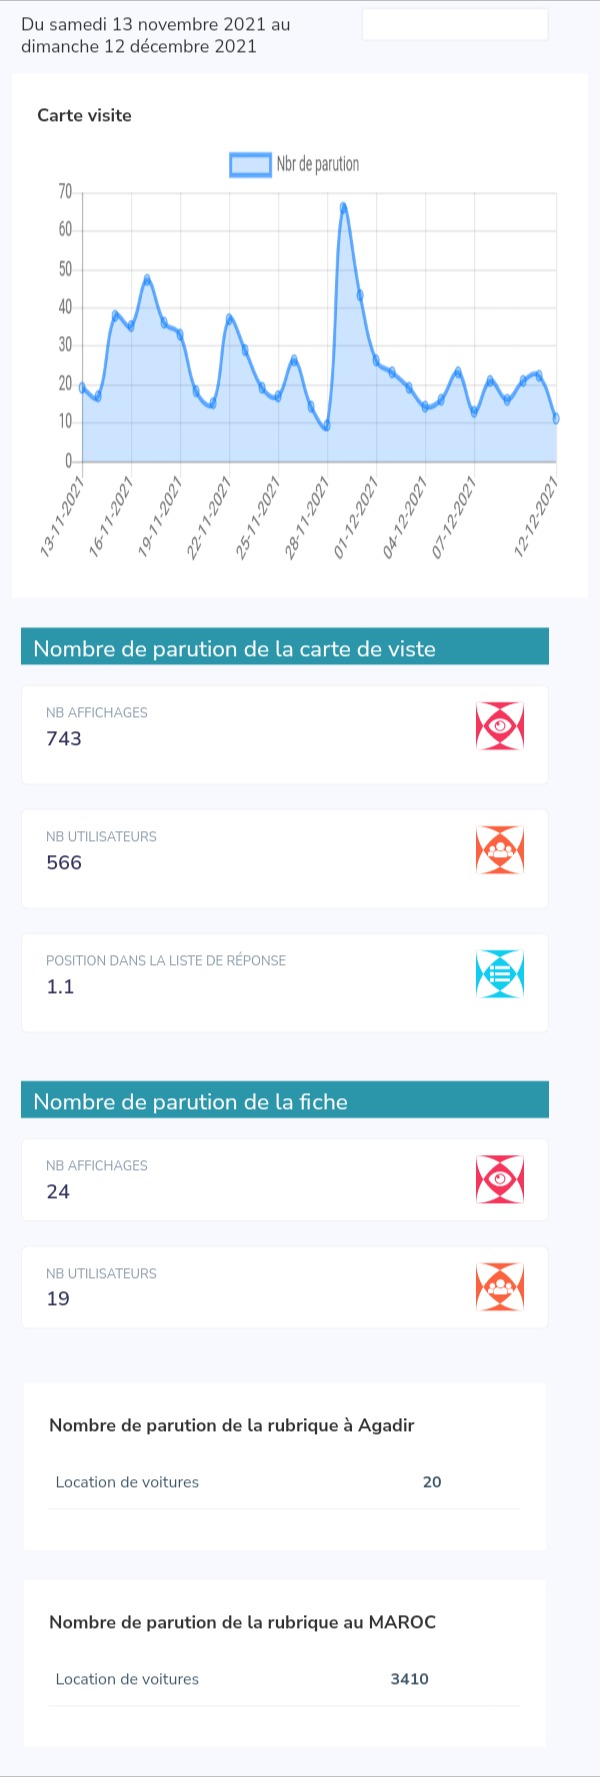 Du samedi 13 novembre 2021 au
dimanche 12 décembre 2021
Carte visite
Nbr de parution
70
60
50
40
30
20
10
0
13-11-2021
16-11-2021
19-11-2021
22-11-2021
25-11-2021
28-11-2021
01-12-2021
04-12-2021
07-12-2021
12-12-2021
Nombre de parution de la carte de viste
NB AFFICHAGES
743
NB UTILISATEURS
566
POSITION DANS LA LISTE DE RÉPONSE
1.1
Nombre de parution de la fiche
NB AFFICHAGES
24
NB UTILISATEURS
19
Nombre de parution de la rubrique à Agadir
Location de voitures 20
Nombre de parution de la rubrique au MAROC
Location de voitures 3410